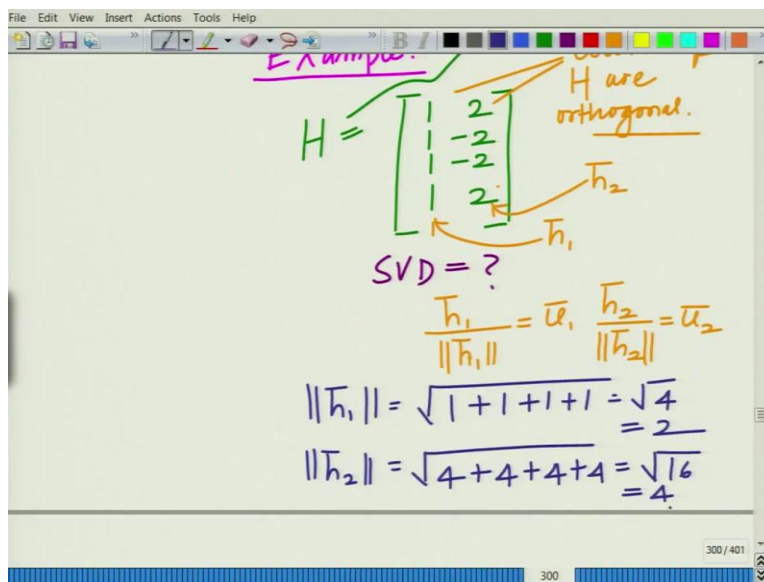 File Edit View Insert Actions Tools Help
B I
Example:
H are
orthogonal.
H = [ 1 2
1 -2
1 -2
1 2 ]
h̄₂
h̄₁
SVD = ?
h̄₁ / ||h̄₁|| = ū₁ h̄₂ / ||h̄₂|| = ū₂
||h̄₁|| = √(1+1+1+1) = √4
= 2
||h̄₂|| = √(4+4+4+4) = √16
= 4
300 / 401
300